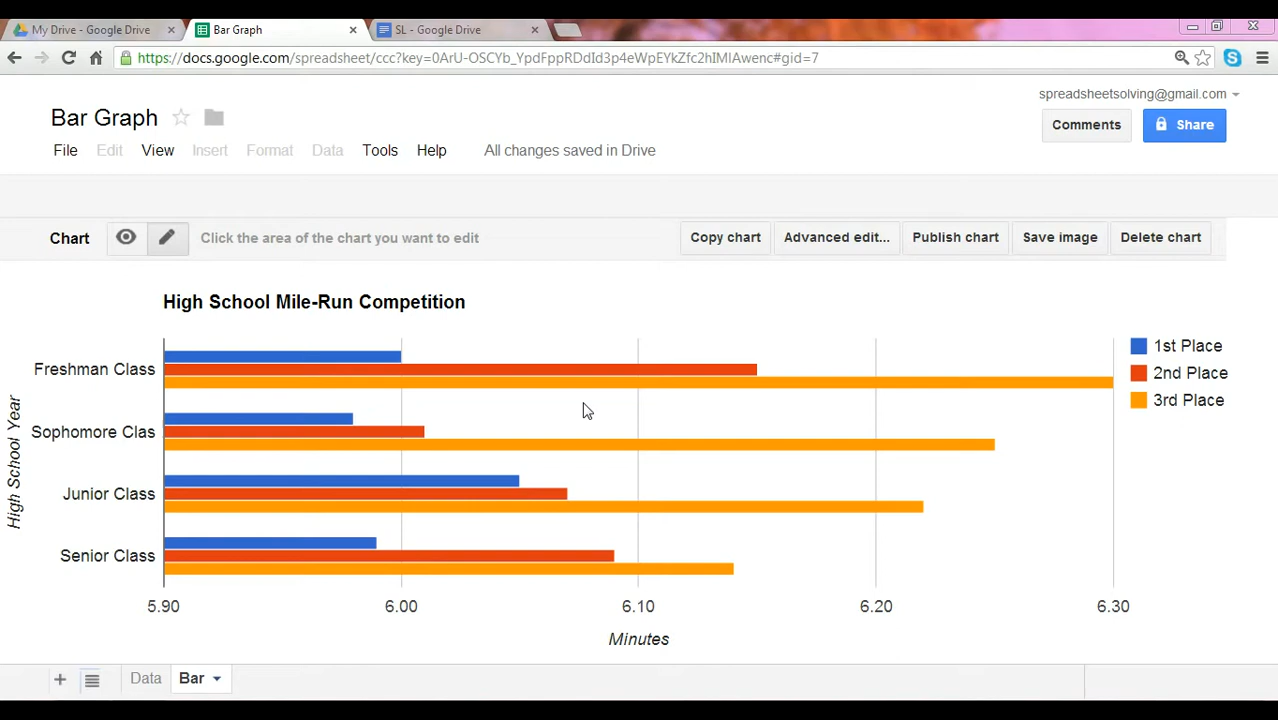 My Drive - Google Drive
Bar Graph
SL - Google Drive
https://docs.google.com/spreadsheet/ccc?key=0ArU-OSCYb_YpdFppRDdId3p4eWpEYkZfc2hIMlAwenc#gid=7
spreadsheetsolving@gmail.com
Bar Graph
Comments
Share
File Edit View Insert Format Data Tools Help All changes saved in Drive
Chart Click the area of the chart you want to edit Copy chart Advanced edit... Publish chart Save image Delete chart
High School Mile-Run Competition
1st Place
2nd Place
3rd Place
High School Year
Freshman Class
Sophomore Clas
Junior Class
Senior Class
5.90 6.00 6.10 6.20 6.30
Minutes
Data Bar